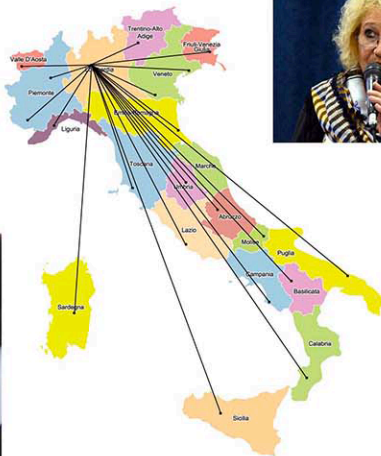 Trentino-Alto
Adige
Friuli-Venezia
Giulia
Valle D'Aosta
Veneto
Piemonte
Emilia-Romagna
Liguria
Toscana
Marche
Umbria
Abruzzo
Lazio
Molise
Puglia
Campania
Basilicata
Sardegna
Calabria
Sicilia